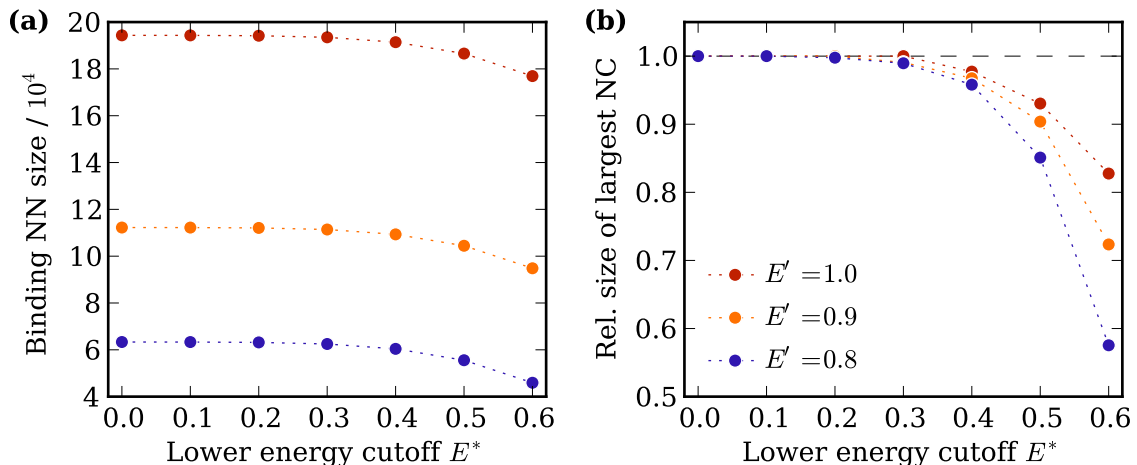 (a)
Binding NN size / 10⁴
20
18
16
14
12
10
8
6
4
0.0 0.1 0.2 0.3 0.4 0.5 0.6
Lower energy cutoff E*
(b)
Rel. size of largest NC
1.0
0.9
0.8
0.7
0.6
0.5
E′ =1.0
E′ =0.9
E′ =0.8
0.0 0.1 0.2 0.3 0.4 0.5 0.6
Lower energy cutoff E*